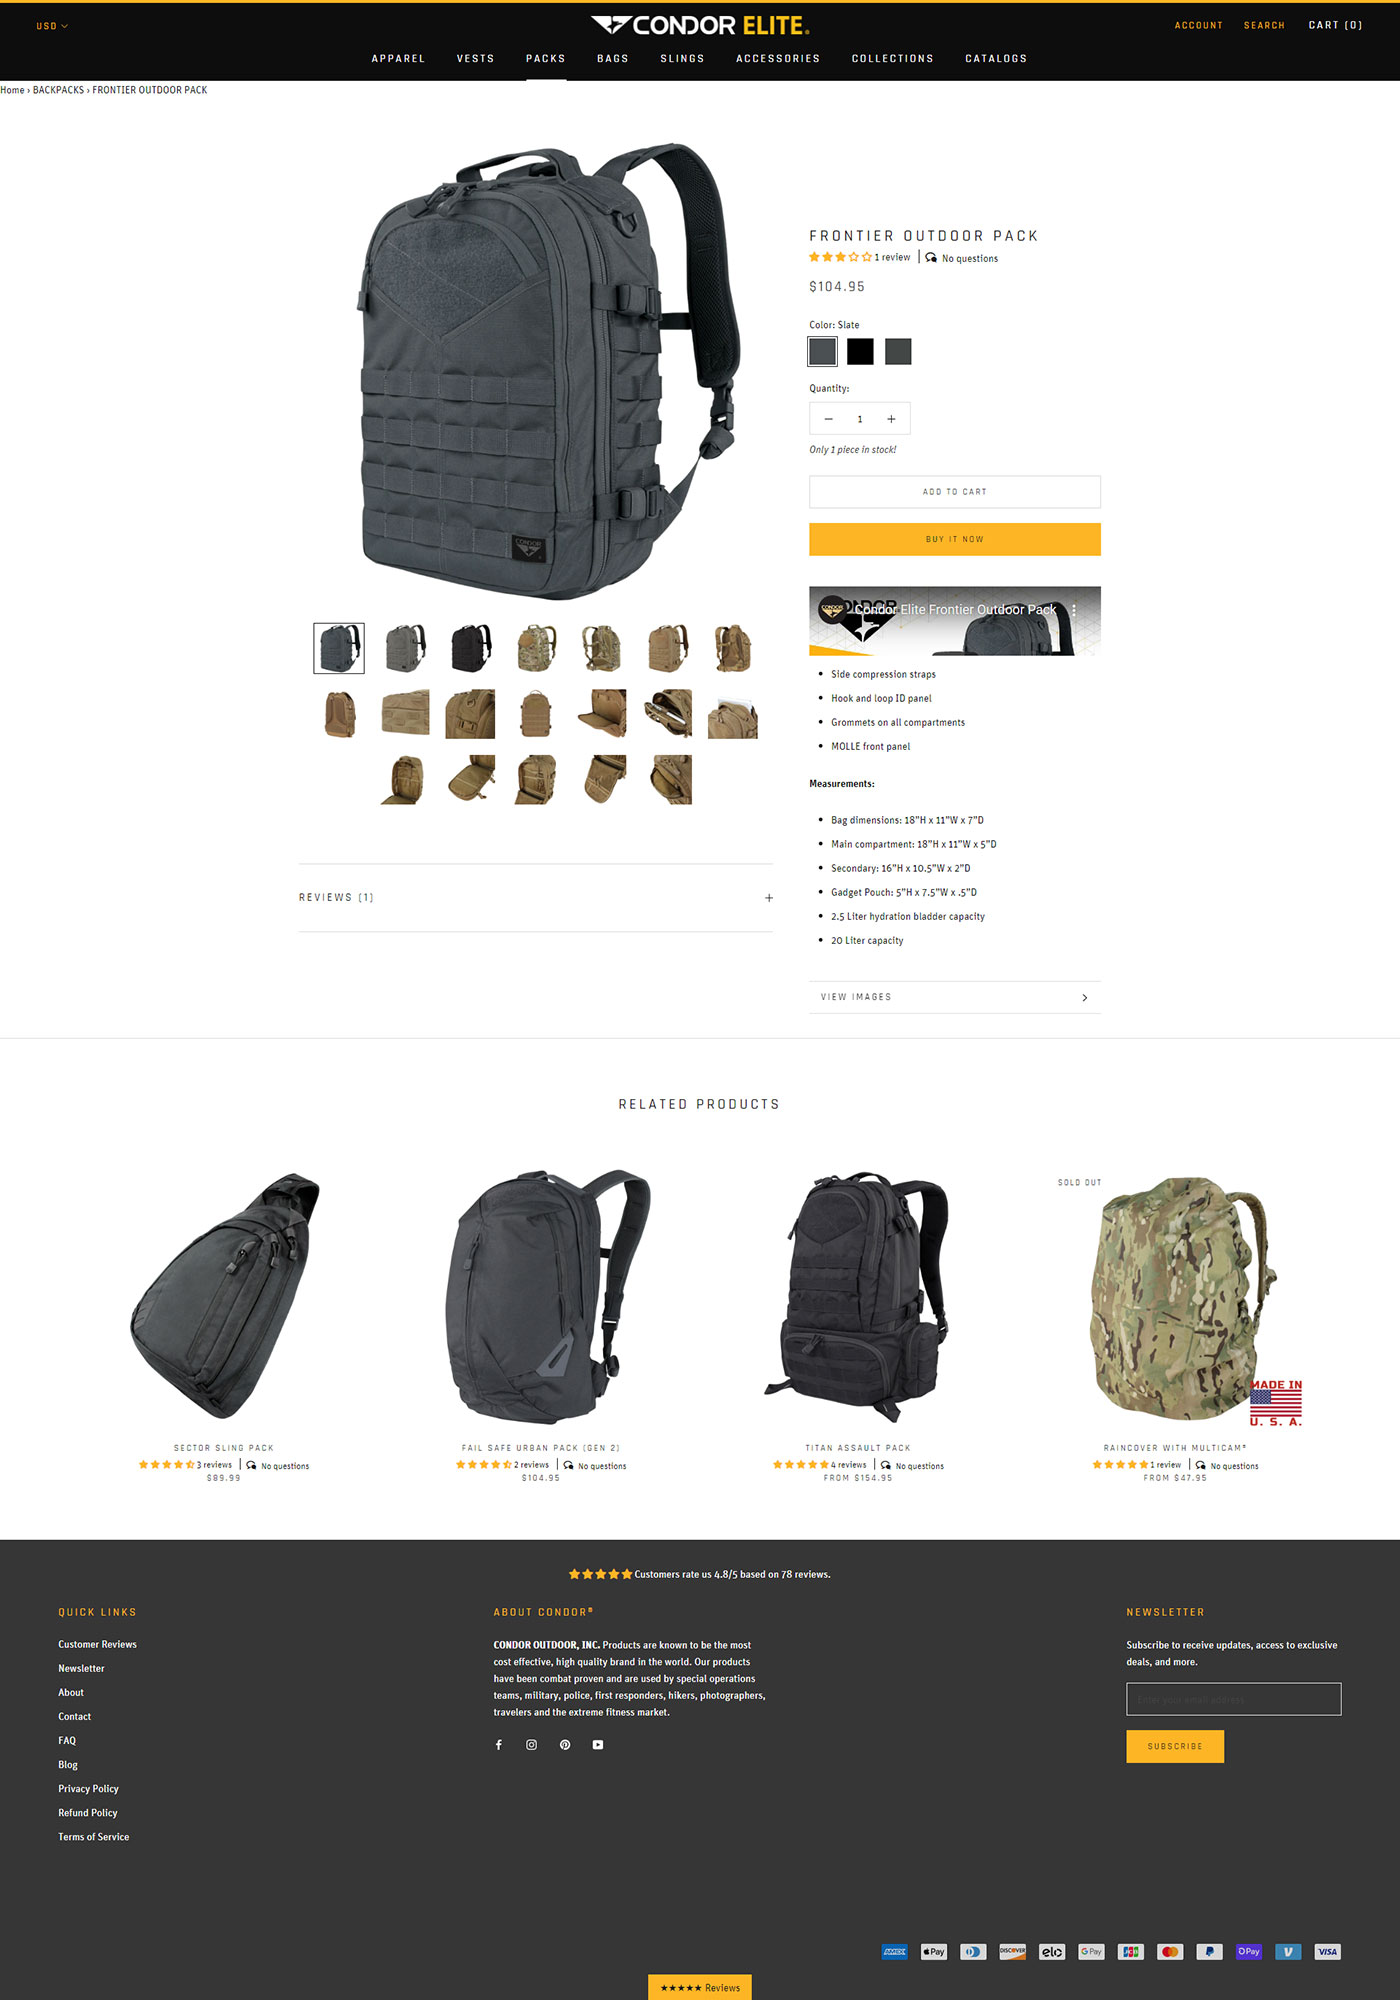 USD
CONDOR ELITE.
ACCOUNT SEARCH CART (0)
APPAREL VESTS PACKS BAGS SLINGS ACCESSORIES COLLECTIONS CATALOGS
Home › BACKPACKS › FRONTIER OUTDOOR PACK
CONDOR
FRONTIER OUTDOOR PACK
1 review No questions
$104.95
Color: Slate
Quantity:
− 1 +
Only 1 piece in stock!
ADD TO CART
BUY IT NOW
CONDOR
Condor Elite Frontier Outdoor Pack
• Side compression straps
• Hook and loop ID panel
• Grommets on all compartments
• MOLLE front panel
Measurements:
• Bag dimensions: 18"H x 11"W x 7"D
• Main compartment: 18"H x 11"W x 5"D
• Secondary: 16"H x 10.5"W x 2"D
• Gadget Pouch: 5"H x 7.5"W x .5"D
• 2.5 Liter hydration bladder capacity
• 20 Liter capacity
VIEW IMAGES
REVIEWS (1) +
RELATED PRODUCTS
SECTOR SLING PACK
3 reviews No questions
$89.99
FAIL SAFE URBAN PACK (GEN 2)
2 reviews No questions
$104.95
TITAN ASSAULT PACK
4 reviews No questions
FROM $154.95
SOLD OUT
MADE IN
U. S. A.
RAINCOVER WITH MULTICAM®
1 review No questions
FROM $47.95
★★★★★ Customers rate us 4.8/5 based on 78 reviews.
QUICK LINKS
Customer Reviews
Newsletter
About
Contact
FAQ
Blog
Privacy Policy
Refund Policy
Terms of Service
ABOUT CONDOR®
CONDOR OUTDOOR, INC. Products are known to be the most
cost effective, high quality brand in the world. Our products
have been combat proven and are used by special operations
teams, military, police, first responders, hikers, photographers,
travelers and the extreme fitness market.
NEWSLETTER
Subscribe to receive updates, access to exclusive
deals, and more.
Enter your email address
SUBSCRIBE
AMEX Pay DISCOVER elo G Pay JCB OPay V VISA
★★★★★ Reviews